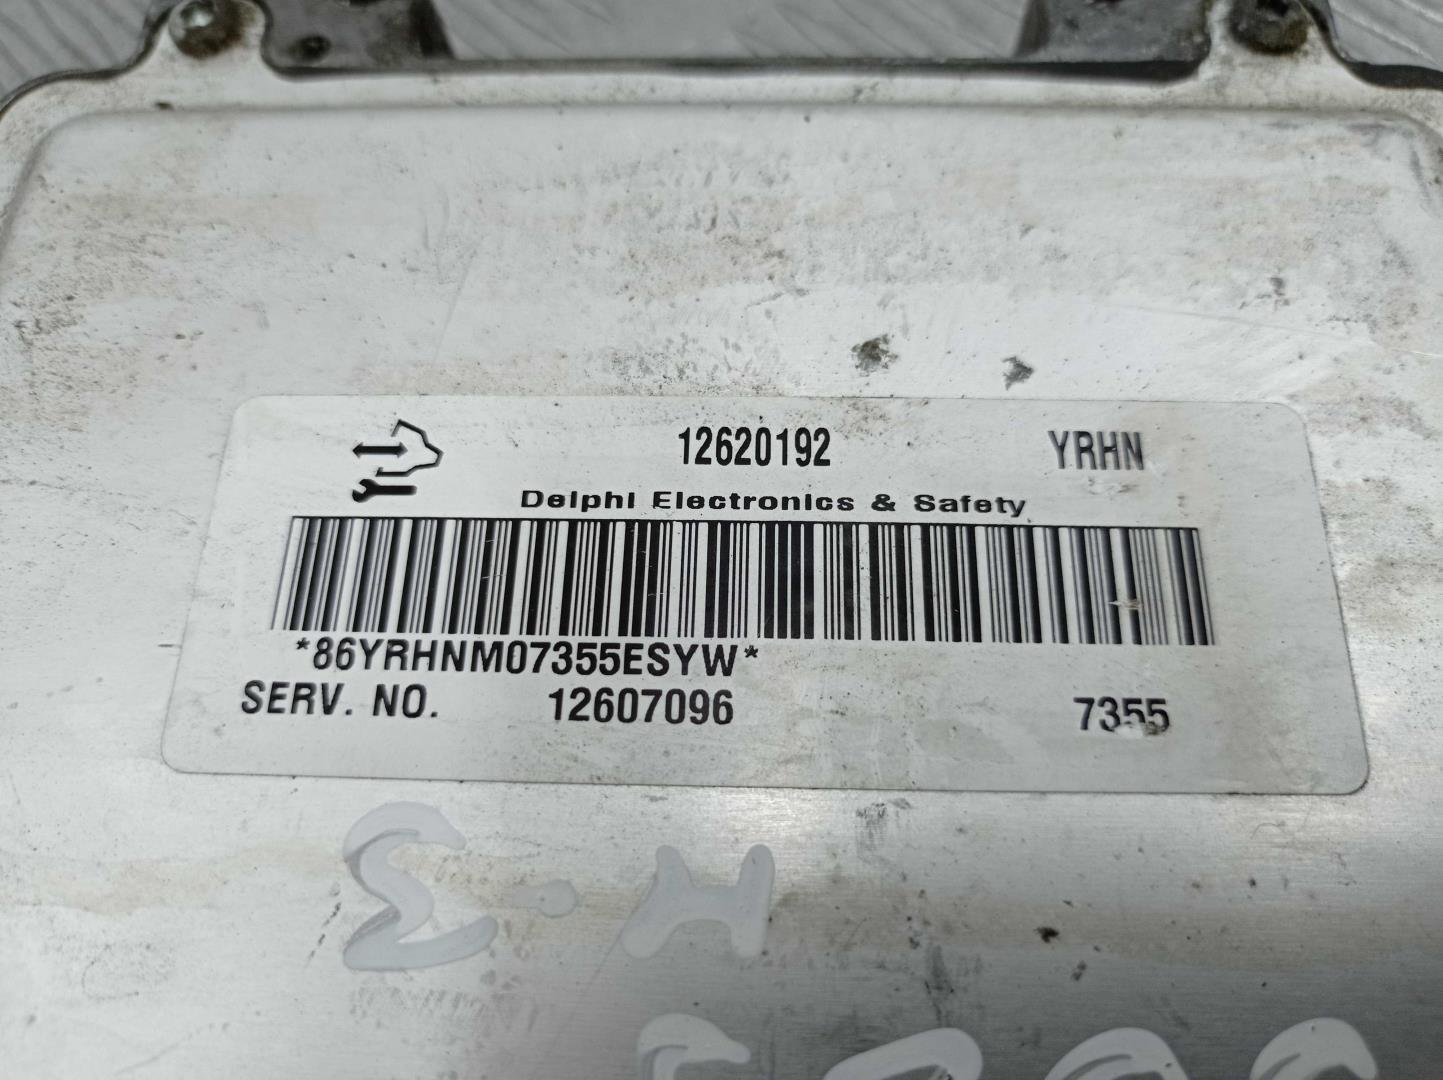 12620192 YRHN
Delphi Electronics & Safety
*86YRHNM07355ESYW*
SERV. NO. 12607096 7355